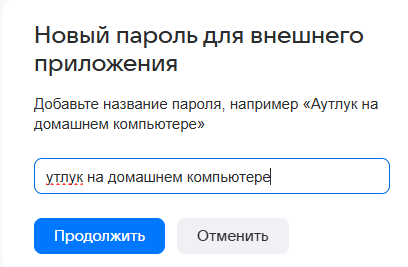 Новый пароль для внешнего
приложения
Добавьте название пароля, например «Аутлук на
домашнем компьютере»
утлук на домашнем компьютере
Продолжить
Отменить